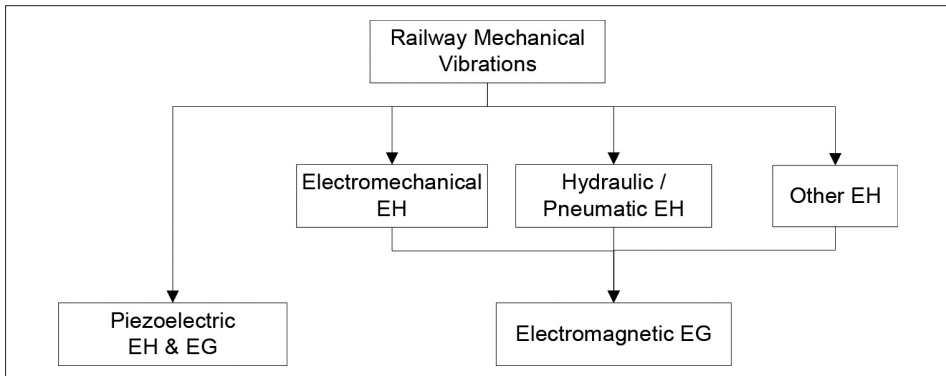 Railway Mechanical
Vibrations
Electromechanical
EH
Hydraulic /
Pneumatic EH
Other EH
Piezoelectric
EH & EG
Electromagnetic EG